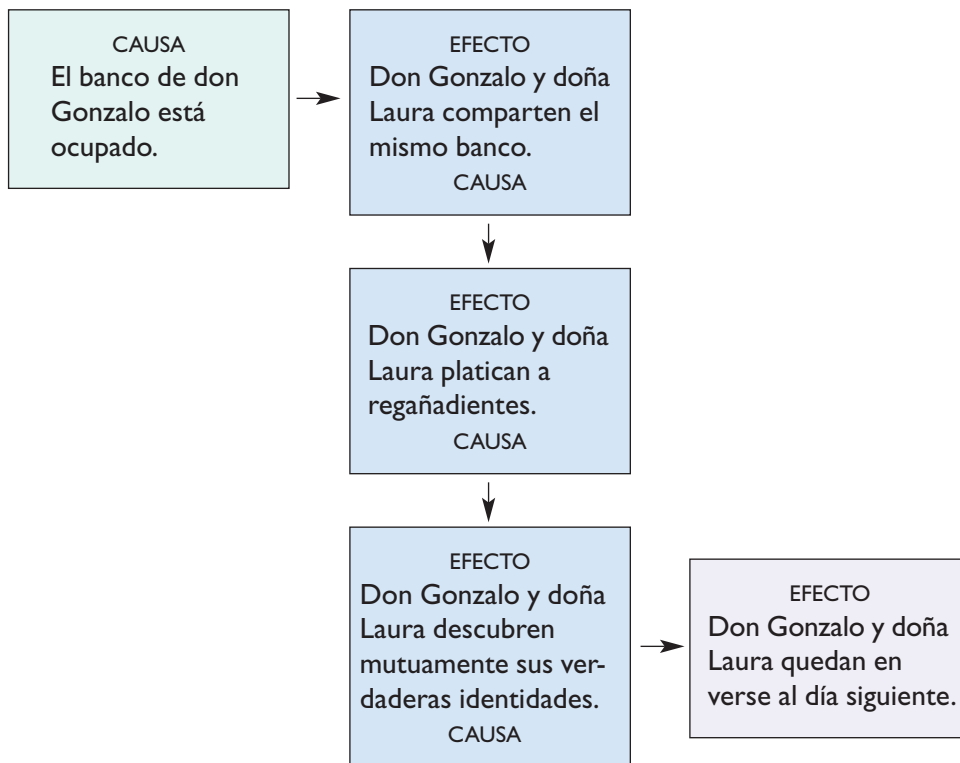 CAUSA
El banco de don
Gonzalo está
ocupado.
EFECTO
Don Gonzalo y doña
Laura comparten el
mismo banco.
CAUSA
EFECTO
Don Gonzalo y doña
Laura platican a
regañadientes.
CAUSA
EFECTO
Don Gonzalo y doña
Laura descubren
mutuamente sus ver-
daderas identidades.
CAUSA
EFECTO
Don Gonzalo y doña
Laura quedan en
verse al día siguiente.